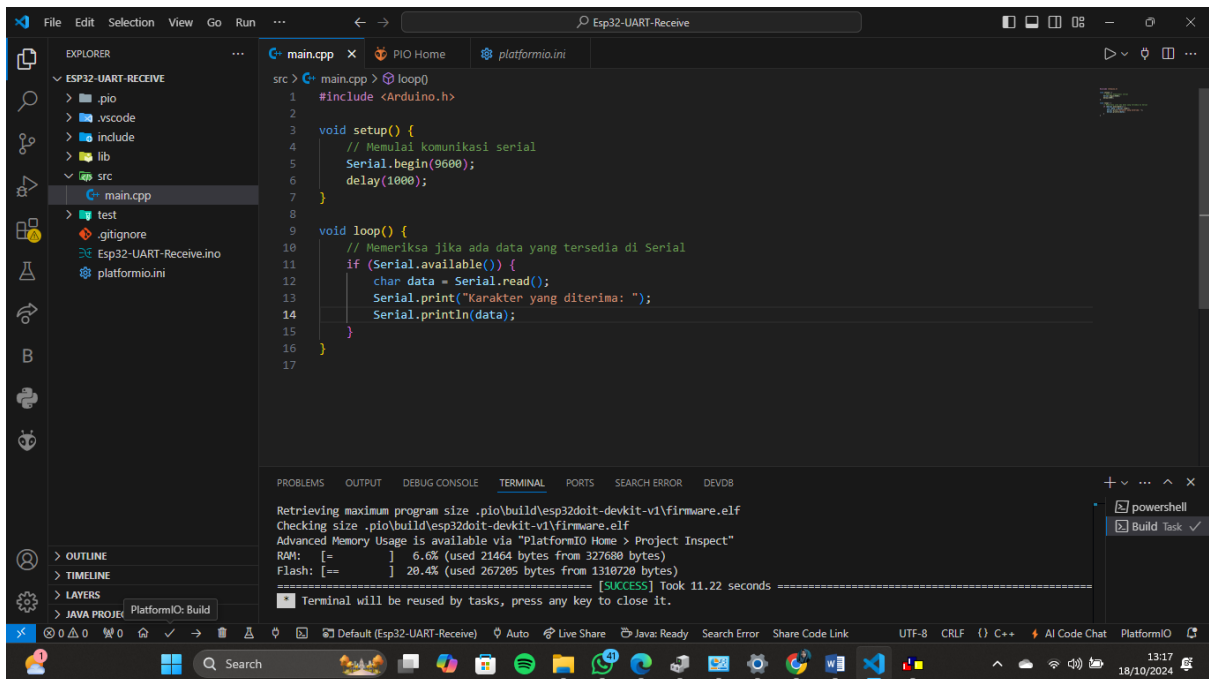 File Edit Selection View Go Run ... Esp32-UART-Receive
EXPLORER
ESP32-UART-RECEIVE
.pio
.vscode
include
lib
src
main.cpp
test
.gitignore
Esp32-UART-Receive.ino
platformio.ini
OUTLINE
TIMELINE
LAYERS
JAVA PROJE
PlatformIO: Build
main.cpp PIO Home platformio.ini
src > main.cpp > loop()
1 #include <Arduino.h>
2
3 void setup() {
4 // Memulai komunikasi serial
5 Serial.begin(9600);
6 delay(1000);
7 }
8
9 void loop() {
10 // Memeriksa jika ada data yang tersedia di Serial
11 if (Serial.available()) {
12 char data = Serial.read();
13 Serial.print("Karakter yang diterima: ");
14 Serial.println(data);
15 }
16 }
17
PROBLEMS OUTPUT DEBUG CONSOLE TERMINAL PORTS SEARCH ERROR DEVDB
Retrieving maximum program size .pio\build\esp32doit-devkit-v1\firmware.elf
Checking size .pio\build\esp32doit-devkit-v1\firmware.elf
Advanced Memory Usage is available via "PlatformIO Home > Project Inspect"
RAM: [= ] 6.6% (used 21464 bytes from 327680 bytes)
Flash: [== ] 20.4% (used 267205 bytes from 1310720 bytes)
=================================================== [SUCCESS] Took 11.22 seconds ===================================================
* Terminal will be reused by tasks, press any key to close it.
powershell
Build Task
0 0 0 Default (Esp32-UART-Receive) Auto Live Share Java: Ready Search Error Share Code Link UTF-8 CRLF {} C++ AI Code Chat PlatformIO
1 Search 41 13:17
18/10/2024